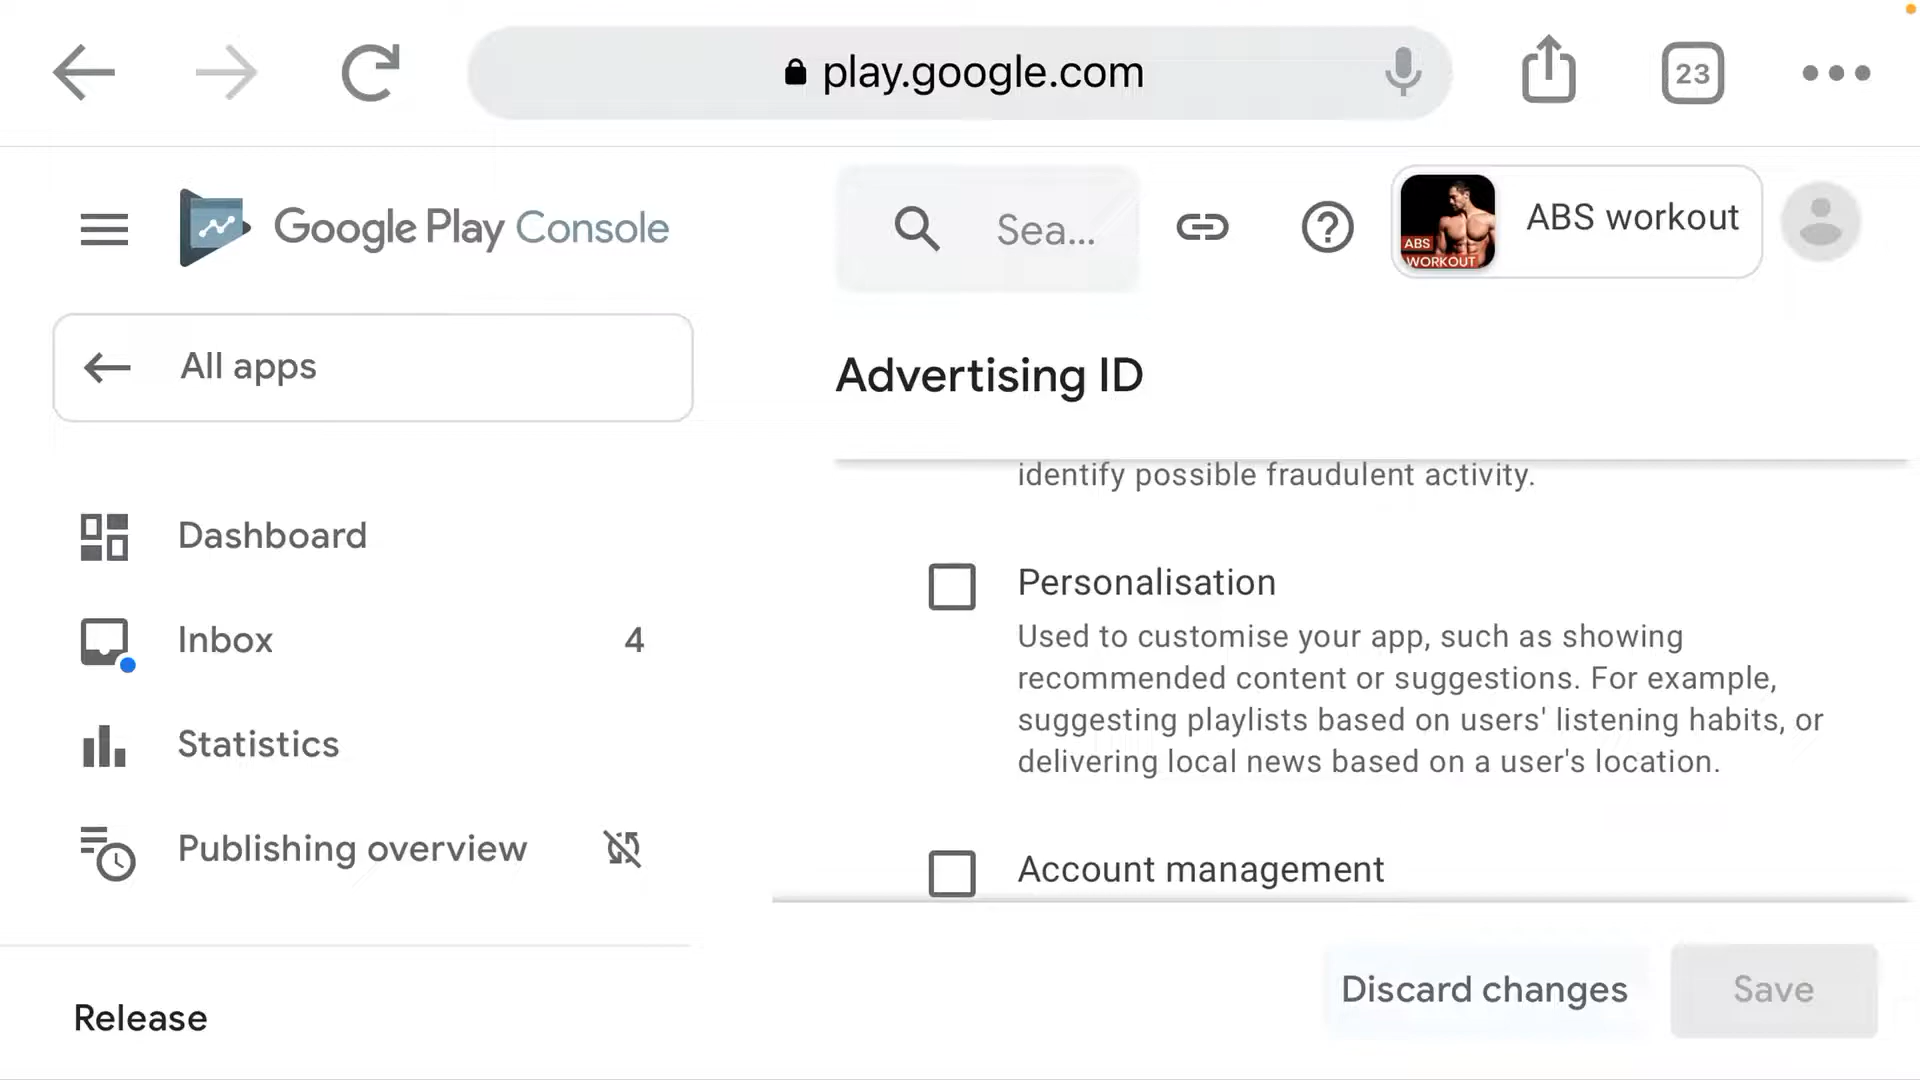 play.google.com
23
Google Play Console
Sea...
ABS
WORKOUT
ABS workout
All apps
Advertising ID
identify possible fraudulent activity.
Dashboard
Personalisation
Used to customise your app, such as showing
recommended content or suggestions. For example,
suggesting playlists based on users' listening habits, or
delivering local news based on a user's location.
Inbox
4
Statistics
Publishing overview
Account management
Discard changes
Save
Release